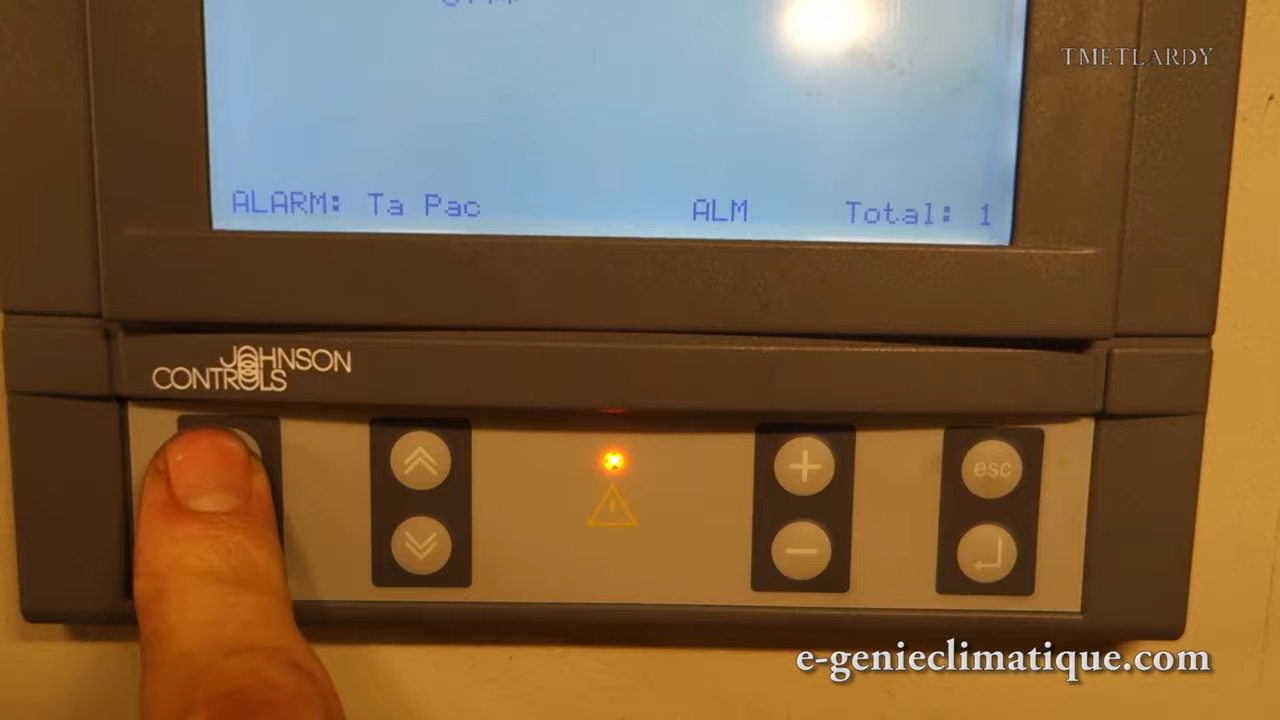 TMETLARDY
ALARM: Ta Pac ALM Total: 1
JOHNSON
CONTROLS
esc
e-genieclimatique.com